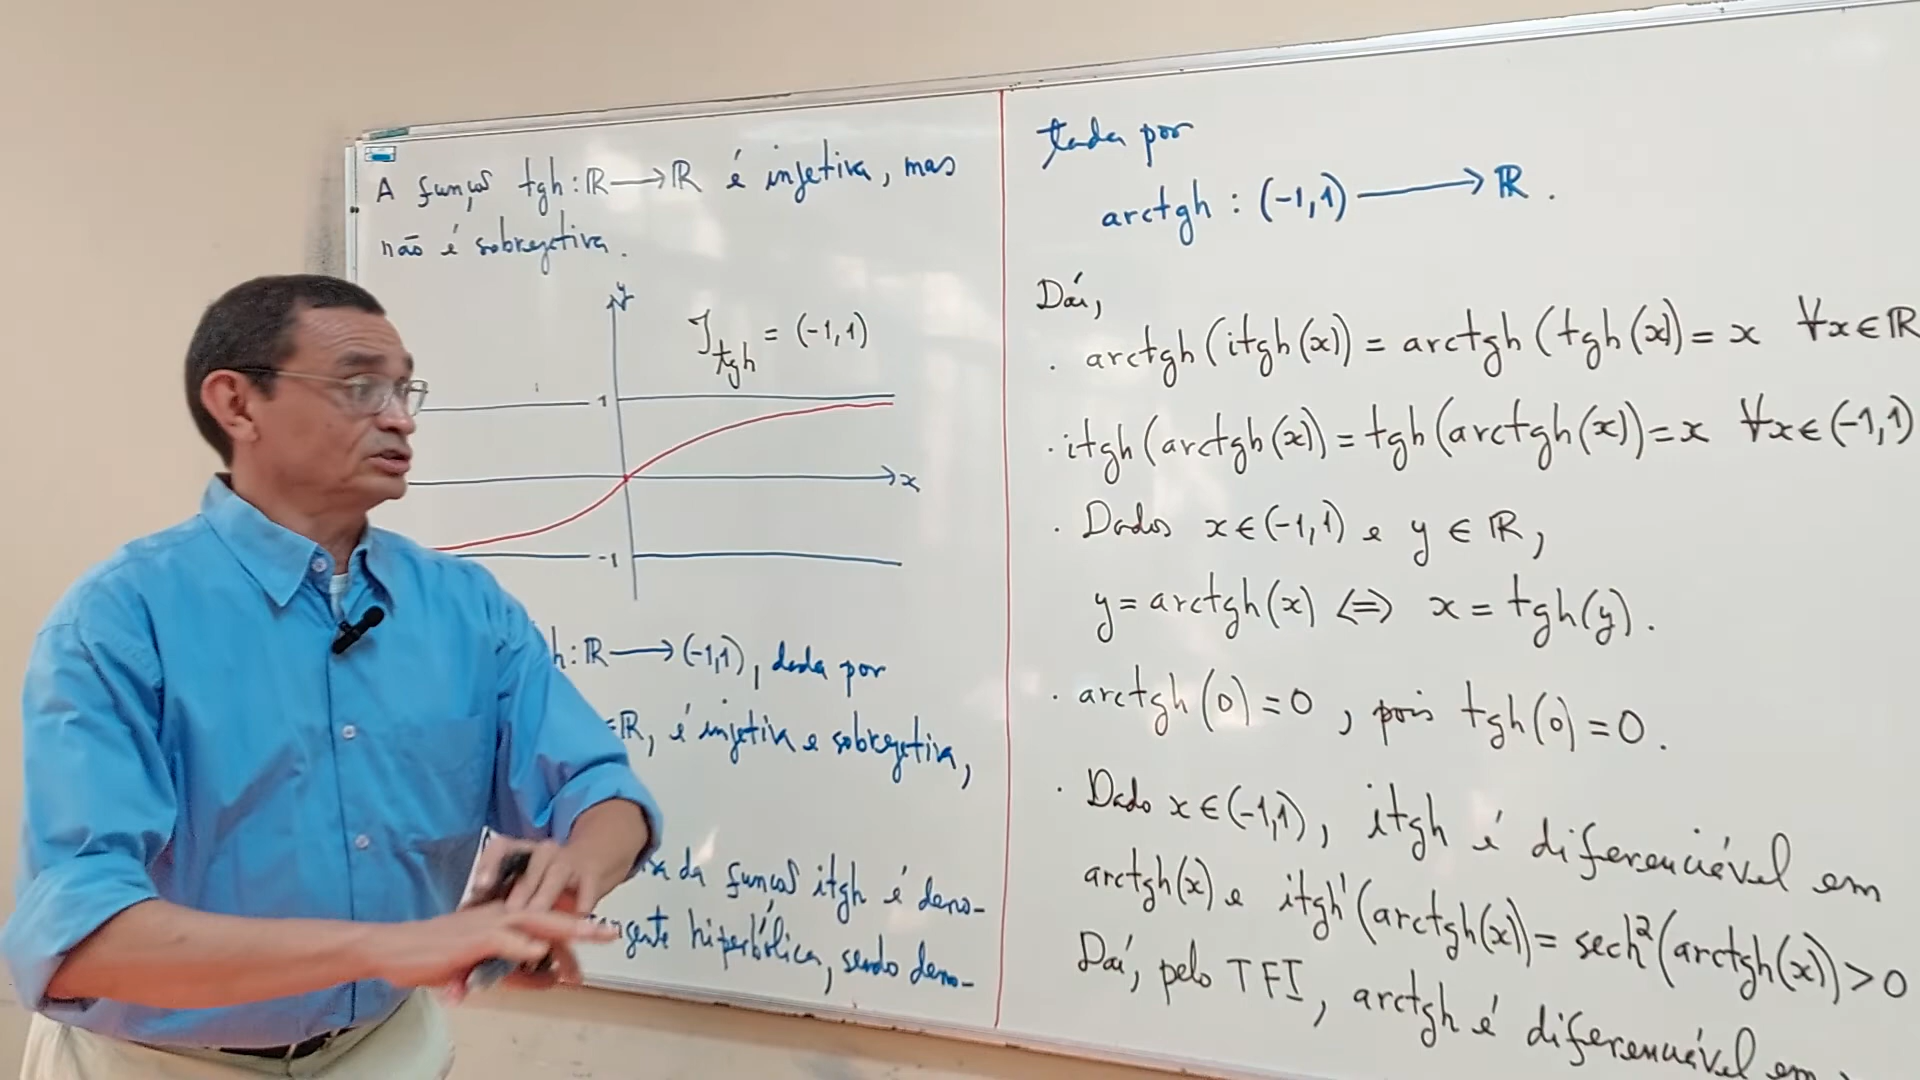 A função tgh: ℝ ⟶ ℝ é injetiva, mas
não é sobrejetiva.
y
I_tgh = (-1,1)
1
x
-1
h: ℝ ⟶ (-1,1), dada por
∈ℝ, é injetiva e sobrejetiva,
da função itgh é deno-
tangente hiperbólica, sendo deno-
tada por
arctgh : (-1,1) ⟶ ℝ.
Daí,
· arctgh(itgh(x)) = arctgh(tgh(x)) = x ∀x∈ℝ
· itgh(arctgh(x)) = tgh(arctgh(x)) = x ∀x∈(-1,1)
· Dados x∈(-1,1) e y∈ℝ,
y = arctgh(x) ⟺ x = tgh(y).
· arctgh(0) = 0, pois tgh(0) = 0.
· Dado x∈(-1,1), itgh é diferenciável em
arctgh(x) e itgh'(arctgh(x)) = sech²(arctgh(x)) > 0
Daí, pelo TFI, arctgh é diferenciável em